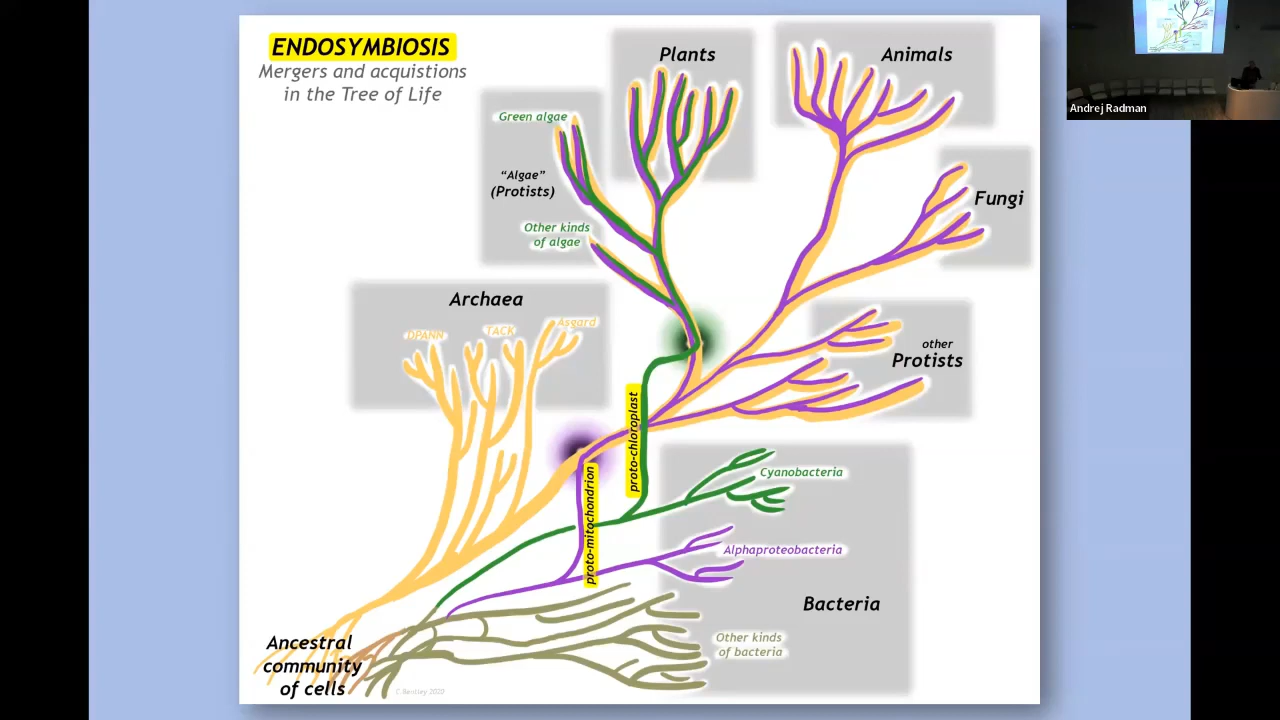 ENDOSYMBIOSIS
Mergers and acquistions
in the Tree of Life
Plants
Animals
Green algae
"Algae"
(Protists)
Other kinds
of algae
Fungi
Archaea
DPANN
TACK
Asgard
other
Protists
proto-chloroplast
proto-mitochondrion
Cyanobacteria
Alphaproteobacteria
Bacteria
Other kinds
of bacteria
Ancestral
community
of cells
2020
Andrej Radman